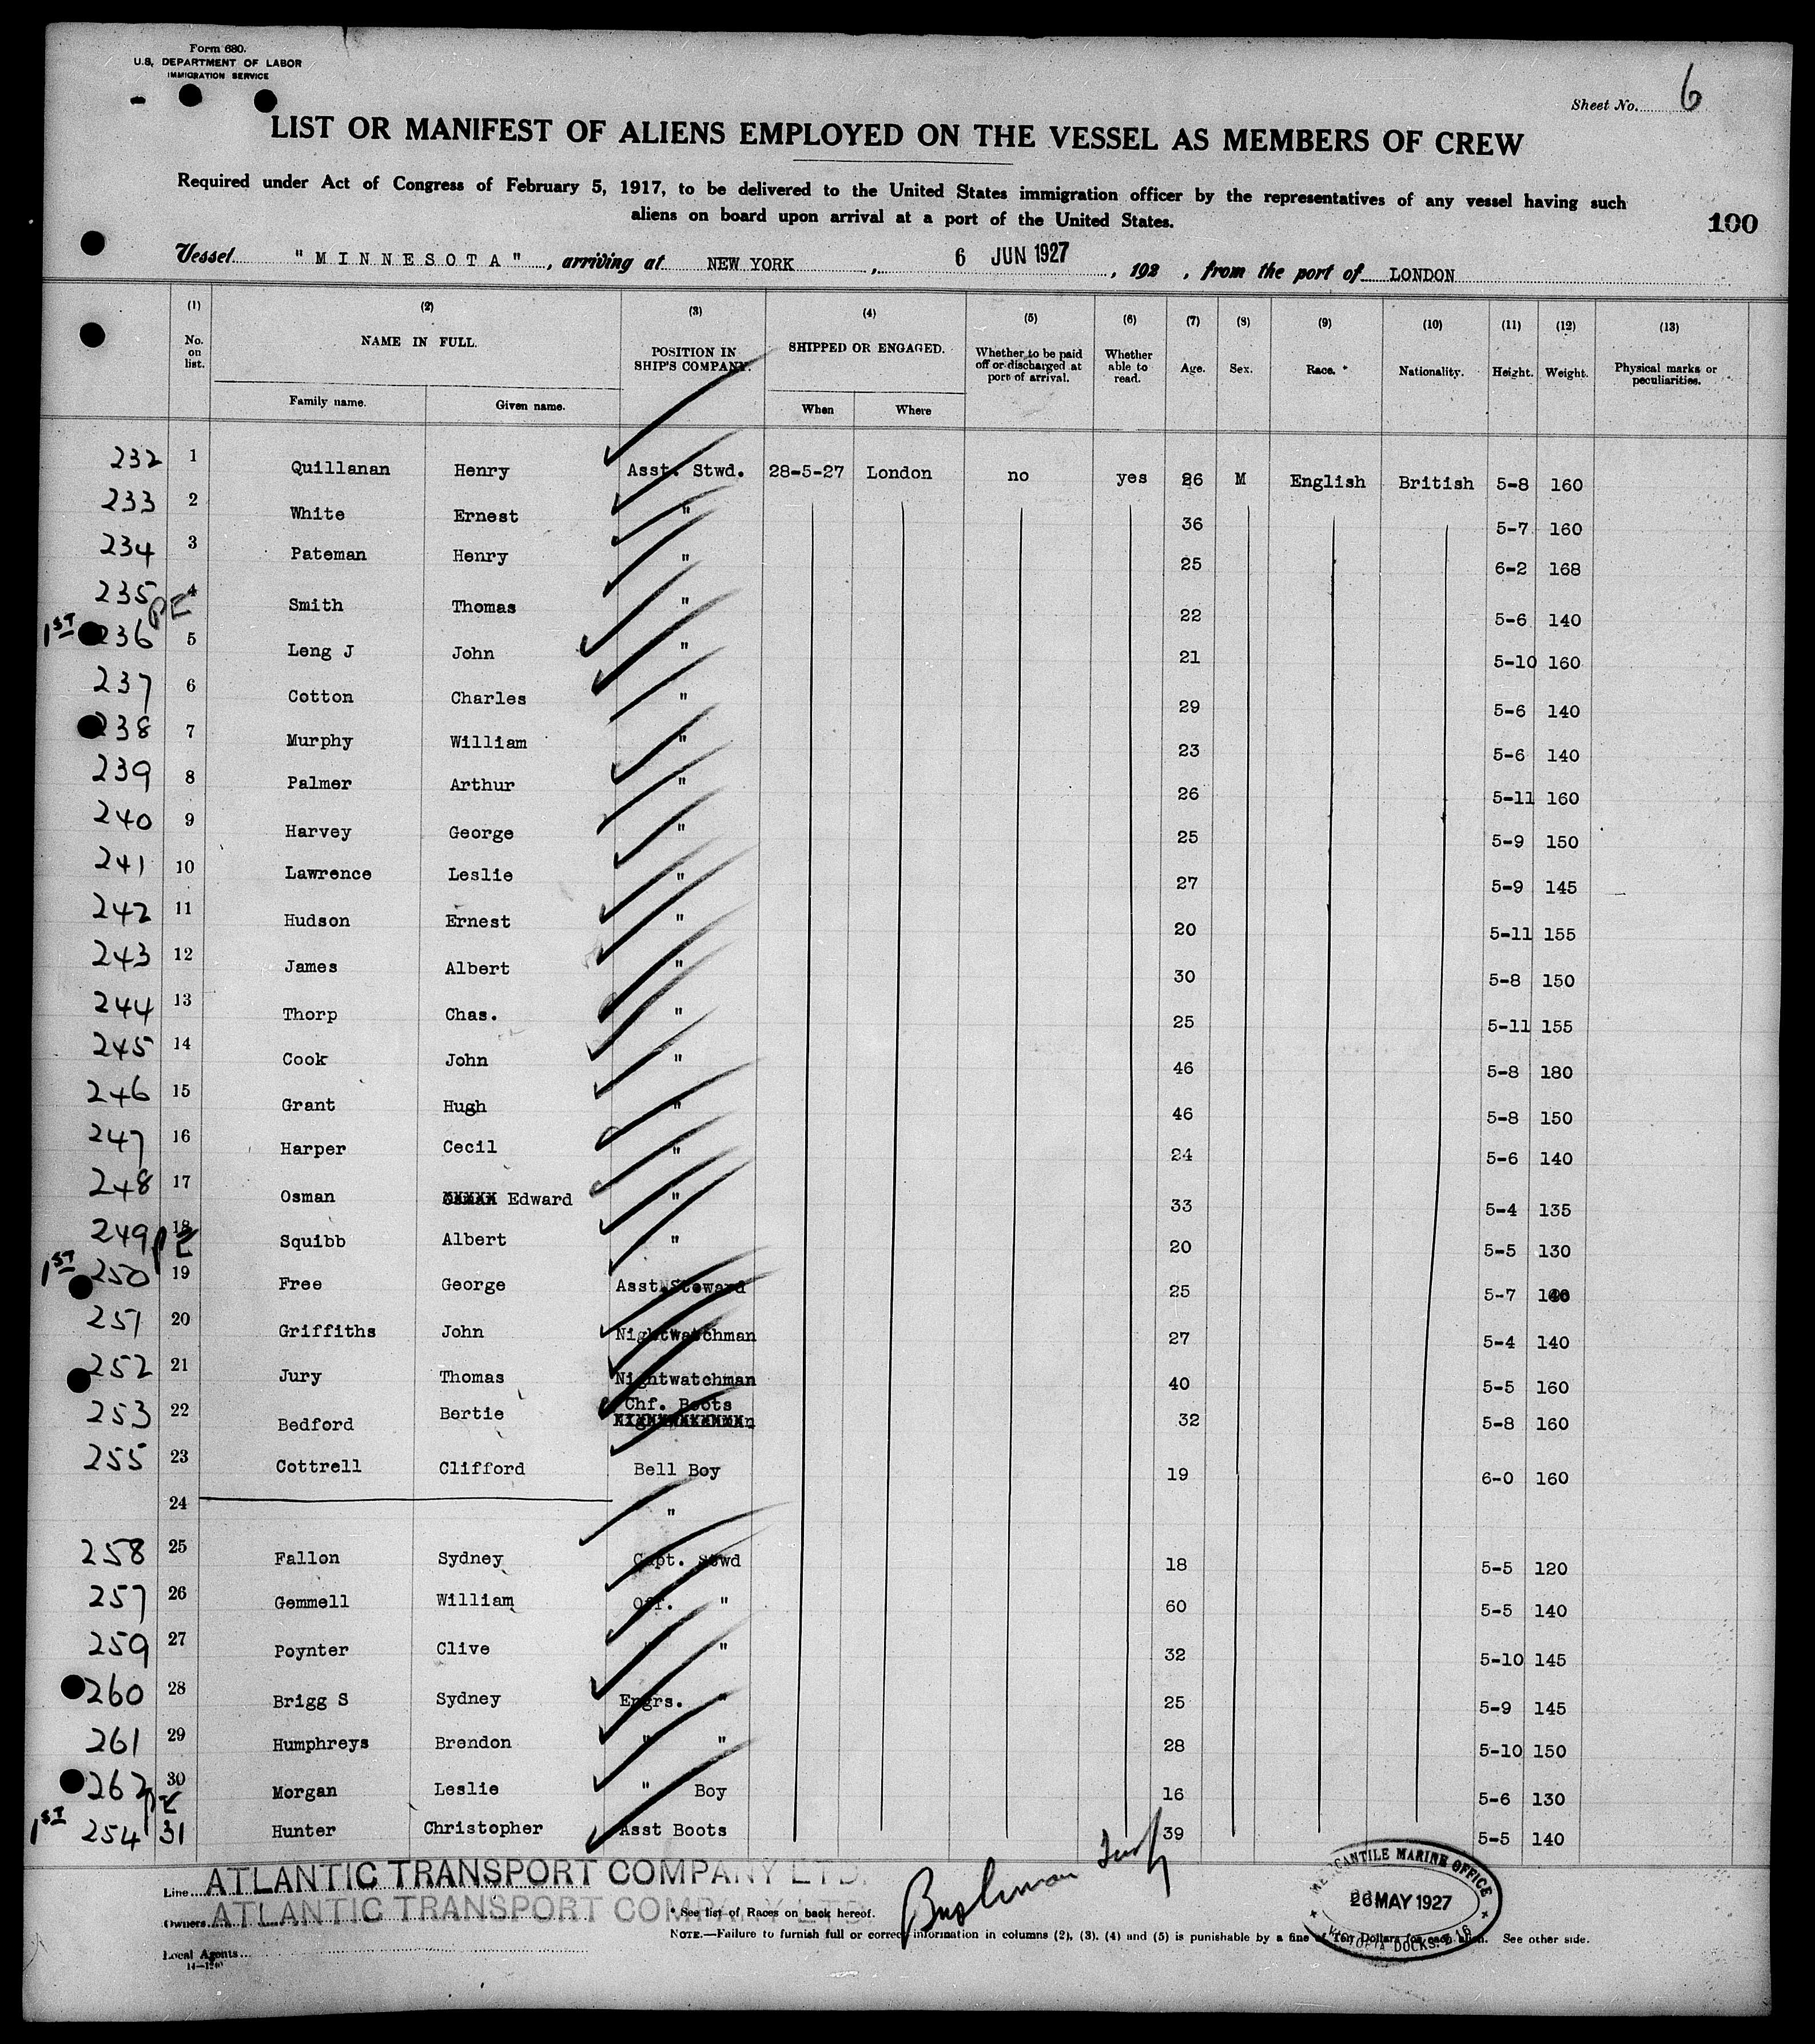 Form 680.
U.S. DEPARTMENT OF LABOR
IMMIGRATION SERVICE
Sheet No. 6
LIST OR MANIFEST OF ALIENS EMPLOYED ON THE VESSEL AS MEMBERS OF CREW
Required under Act of Congress of February 5, 1917, to be delivered to the United States immigration officer by the representatives of any vessel having such
aliens on board upon arrival at a port of the United States.
100
Vessel "MINNESOTA", arriving at NEW YORK, 6 JUN 1927, 192 , from the port of LONDON
(1) (2) (3) (4) (5) (6) (7) (8) (9) (10) (11) (12) (13)
No. on list. NAME IN FULL. POSITION IN SHIP'S COMPANY. SHIPPED OR ENGAGED. Whether to be paid off or discharged at port of arrival. Whether able to read. Age. Sex. Race. * Nationality. Height. Weight. Physical marks or peculiarities.
Family name. Given name. When Where
232 1 Quillanan Henry Asst. Stwd. 28-5-27 London no yes 26 M English British 5-8 160
233 2 White Ernest " 36 5-7 160
234 3 Pateman Henry " 25 6-2 168
235 4 Smith Thomas " 22 5-6 140
1ST 236 5 Leng J John " 21 5-10 160
237 6 Cotton Charles " 29 5-6 140
238 7 Murphy William " 23 5-6 140
239 8 Palmer Arthur " 26 5-11 160
240 9 Harvey George " 25 5-9 150
241 10 Lawrence Leslie " 27 5-9 145
242 11 Hudson Ernest " 20 5-11 155
243 12 James Albert " 30 5-8 150
244 13 Thorp Chas. " 25 5-11 155
245 14 Cook John " 46 5-8 180
246 15 Grant Hugh " 46 5-8 150
247 16 Harper Cecil " 24 5-6 140
248 17 Osman Edward " 33 5-4 135
249 18 Squibb Albert " 20 5-5 130
1ST 250 19 Free George Asst Steward 25 5-7
251 20 Griffiths John Nightwatchman 27 5-4 140
252 21 Jury Thomas Nightwatchman 40 5-5 160
253 22 Bedford Bertie Chf. Boots 32 5-8 160
255 23 Cottrell Clifford Bell Boy 19 6-0 160
24 "
258 25 Fallon Sydney Capt. Stwd 18 5-5 120
257 26 Gemmell William Off. " 60 5-5 140
259 27 Poynter Clive " " 32 5-10 145
260 28 Brigg S Sydney Engrs. " 25 5-9 145
261 29 Humphreys Brendon " " 28 5-10 150
262 30 Morgan Leslie " Boy 16 5-6 130
1ST 254 31 Hunter Christopher Asst Boots 39 5-5 140
Line ATLANTIC TRANSPORT COMPANY LTD.
Owners ATLANTIC TRANSPORT COMPANY LTD.
* See list of Races on back hereof.
NOTE.—Failure to furnish full or correct information in columns (2), (3), (4) and (5) is punishable by a fine of Ten Dollars for each alien. See other side.
Local Agents
14—1240
MERCANTILE MARINE OFFICE
26 MAY 1927
VICTORIA DOCKS. E.16